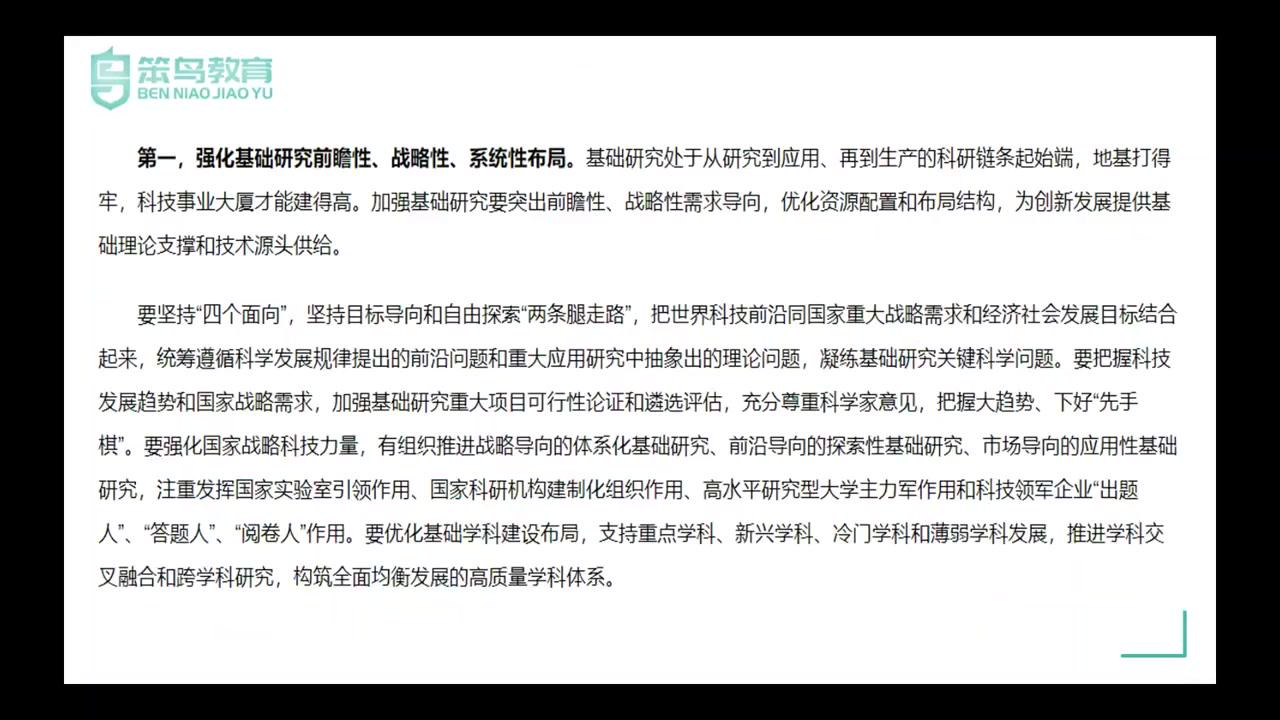 笨鸟教育
BEN NIAO JIAO YU
第一，强化基础研究前瞻性、战略性、系统性布局。基础研究处于从研究到应用、再到生产的科研链条起始端，地基打得
牢，科技事业大厦才能建得高。加强基础研究要突出前瞻性、战略性需求导向，优化资源配置和布局结构，为创新发展提供基
础理论支撑和技术源头供给。
要坚持“四个面向”，坚持目标导向和自由探索“两条腿走路”，把世界科技前沿同国家重大战略需求和经济社会发展目标结合
起来，统筹遵循科学发展规律提出的前沿问题和重大应用研究中抽象出的理论问题，凝练基础研究关键科学问题。要把握科技
发展趋势和国家战略需求，加强基础研究重大项目可行性论证和遴选评估，充分尊重科学家意见，把握大趋势、下好“先手
棋”。要强化国家战略科技力量，有组织推进战略导向的体系化基础研究、前沿导向的探索性基础研究、市场导向的应用性基础
研究，注重发挥国家实验室引领作用、国家科研机构建制化组织作用、高水平研究型大学主力军作用和科技领军企业“出题
人”、“答题人”、“阅卷人”作用。要优化基础学科建设布局，支持重点学科、新兴学科、冷门学科和薄弱学科发展，推进学科交
叉融合和跨学科研究，构筑全面均衡发展的高质量学科体系。